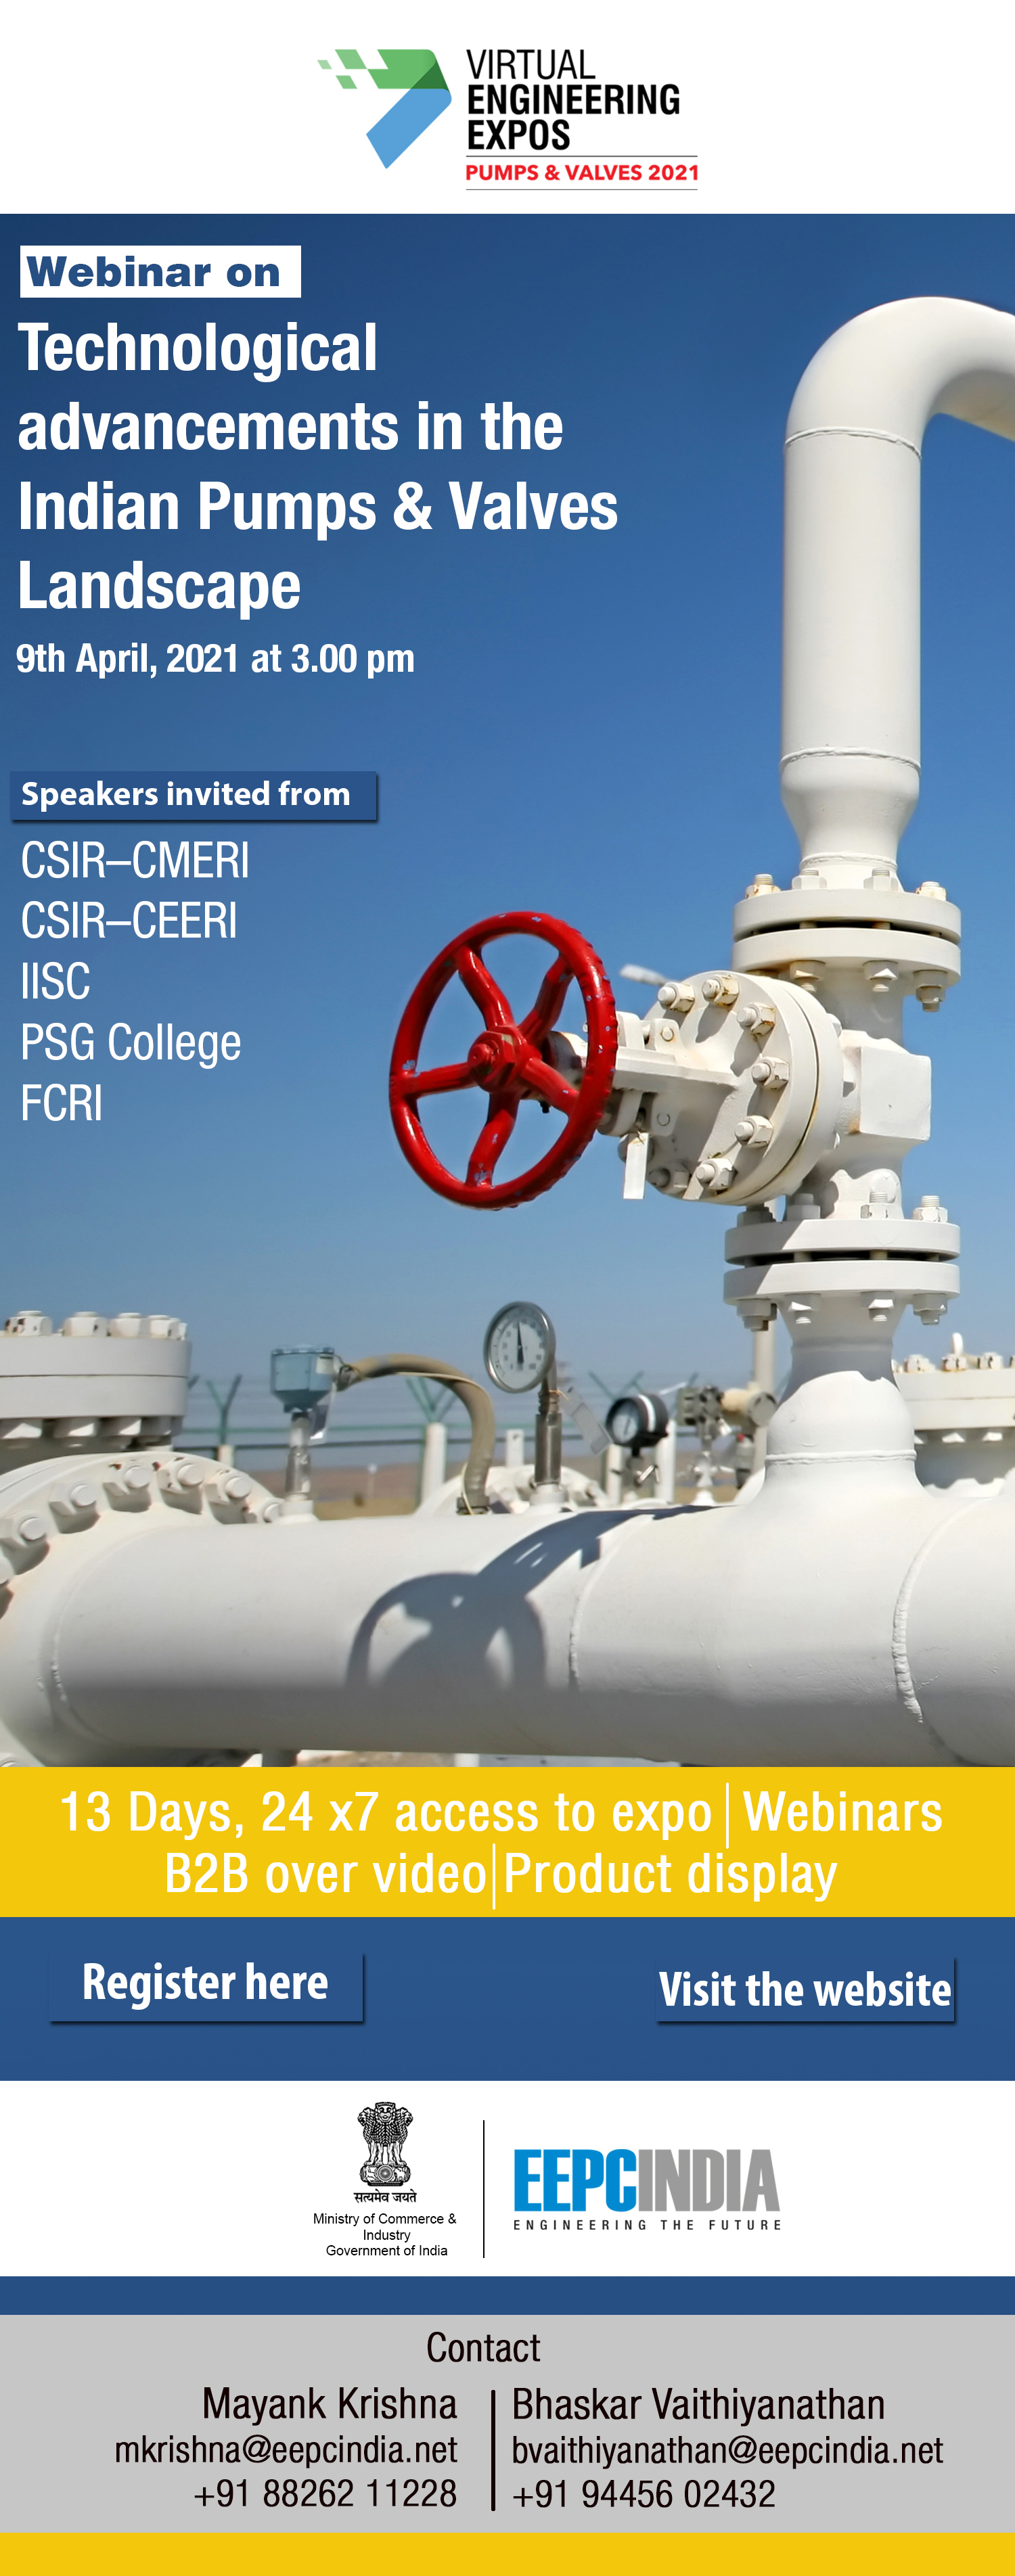 VIRTUAL
ENGINEERING
EXPOS
PUMPS & VALVES 2021
Webinar on
Technological
advancements in the
Indian Pumps & Valves
Landscape
9th April, 2021 at 3.00 pm
Speakers invited from
CSIR–CMERI
CSIR–CEERI
IISC
PSG College
FCRI
13 Days, 24 x7 access to expo | Webinars
B2B over video | Product display
Register here
Visit the website
सत्यमेव जयते
Ministry of Commerce &
Industry
Government of India
EEPCINDIA
ENGINEERING THE FUTURE
Contact
Mayank Krishna
mkrishna@eepcindia.net
+91 88262 11228
Bhaskar Vaithiyanathan
bvaithiyanathan@eepcindia.net
+91 94456 02432